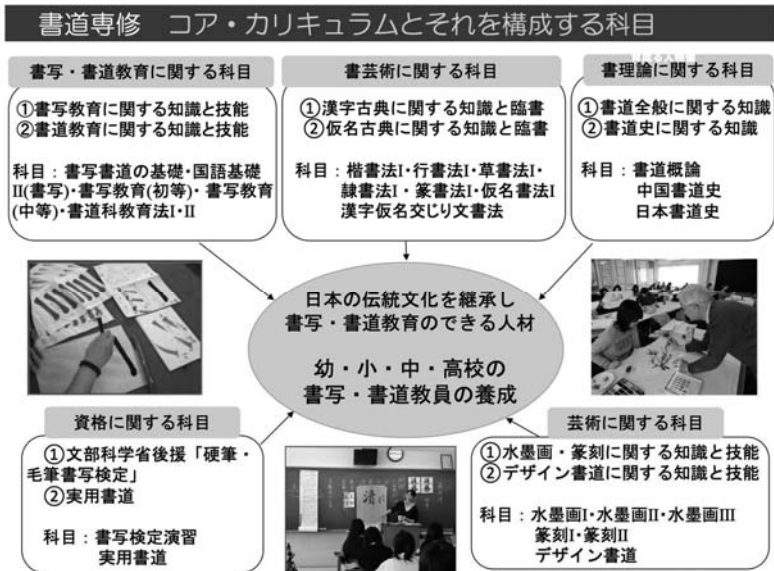 書道専修　コア・カリキュラムとそれを構成する科目
書写・書道教育に関する科目
①書写教育に関する知識と技能
②書道教育に関する知識と技能
科目：書写書道の基礎・国語基礎
II(書写)・書写教育(初等)・書写教育
(中等)・書道科教育法I・II
書芸術に関する科目
①漢字古典に関する知識と臨書
②仮名古典に関する知識と臨書
科目：楷書法I・行書法I・草書法I・
隷書法I・篆書法I・仮名書法I
漢字仮名交じり文書法
書理論に関する科目
①書道全般に関する知識
②書道史に関する知識
科目：書道概論
中国書道史
日本書道史
日本の伝統文化を継承し
書写・書道教育のできる人材
幼・小・中・高校の
書写・書道教員の養成
資格に関する科目
①文部科学省後援「硬筆・
毛筆書写検定」
②実用書道
科目：書写検定演習
実用書道
芸術に関する科目
①水墨画・篆刻に関する知識と技能
②デザイン書道に関する知識と技能
科目：水墨画I・水墨画II・水墨画III
篆刻I・篆刻II
デザイン書道